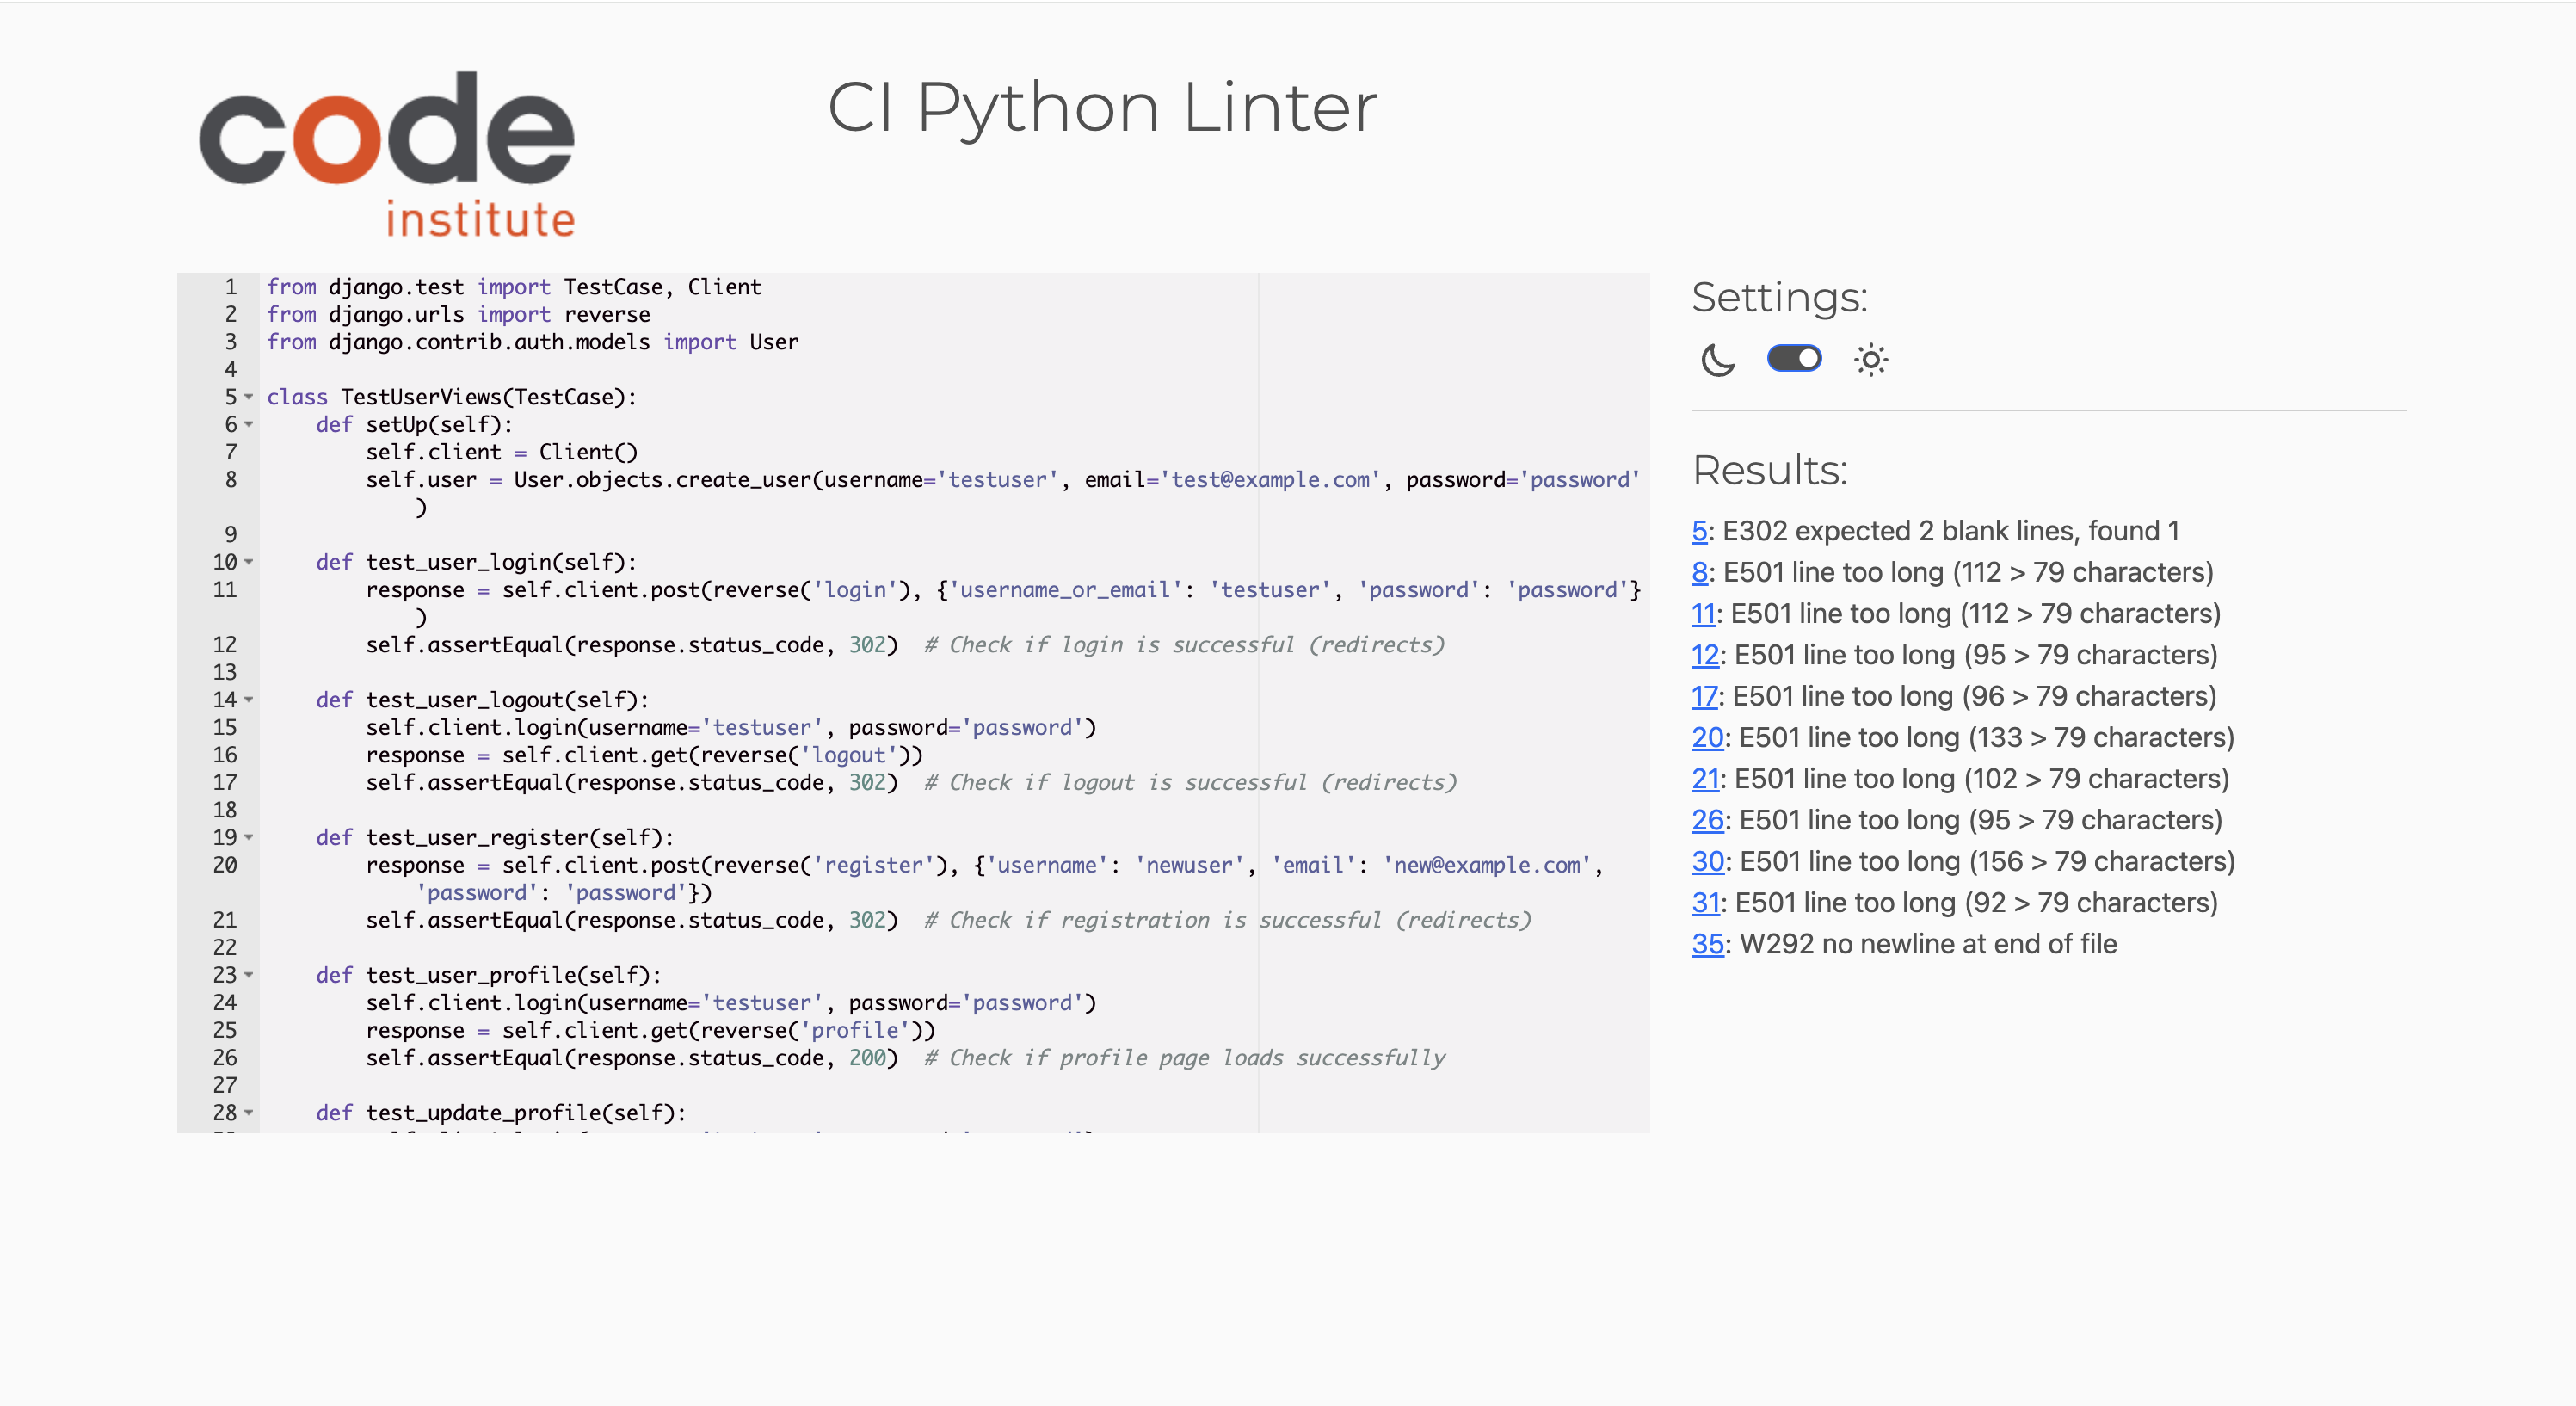 code
institute
CI Python Linter
1 from django.test import TestCase, Client
2 from django.urls import reverse
3 from django.contrib.auth.models import User
4
5 class TestUserViews(TestCase):
6 def setUp(self):
7 self.client = Client()
8 self.user = User.objects.create_user(username='testuser', email='test@example.com', password='password'
)
9
10 def test_user_login(self):
11 response = self.client.post(reverse('login'), {'username_or_email': 'testuser', 'password': 'password'}
)
12 self.assertEqual(response.status_code, 302)  # Check if login is successful (redirects)
13
14 def test_user_logout(self):
15 self.client.login(username='testuser', password='password')
16 response = self.client.get(reverse('logout'))
17 self.assertEqual(response.status_code, 302)  # Check if logout is successful (redirects)
18
19 def test_user_register(self):
20 response = self.client.post(reverse('register'), {'username': 'newuser', 'email': 'new@example.com',
'password': 'password'})
21 self.assertEqual(response.status_code, 302)  # Check if registration is successful (redirects)
22
23 def test_user_profile(self):
24 self.client.login(username='testuser', password='password')
25 response = self.client.get(reverse('profile'))
26 self.assertEqual(response.status_code, 200)  # Check if profile page loads successfully
27
28 def test_update_profile(self):
Settings:
Results:
5: E302 expected 2 blank lines, found 1
8: E501 line too long (112 > 79 characters)
11: E501 line too long (112 > 79 characters)
12: E501 line too long (95 > 79 characters)
17: E501 line too long (96 > 79 characters)
20: E501 line too long (133 > 79 characters)
21: E501 line too long (102 > 79 characters)
26: E501 line too long (95 > 79 characters)
30: E501 line too long (156 > 79 characters)
31: E501 line too long (92 > 79 characters)
35: W292 no newline at end of file